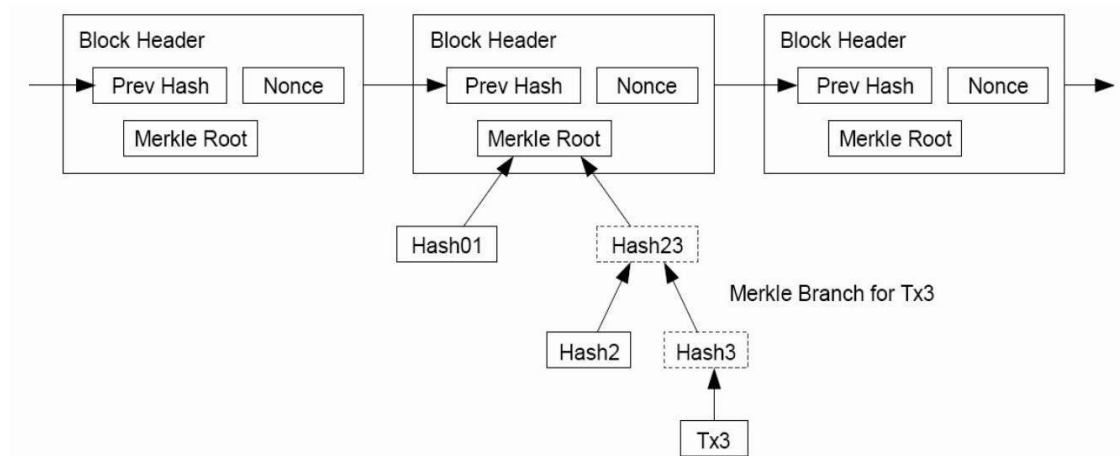 Block Header
Block Header
Block Header
Prev Hash
Nonce
Prev Hash
Nonce
Prev Hash
Nonce
Merkle Root
Merkle Root
Merkle Root
Hash01
Hash23
Merkle Branch for Tx3
Hash2
Hash3
Tx3